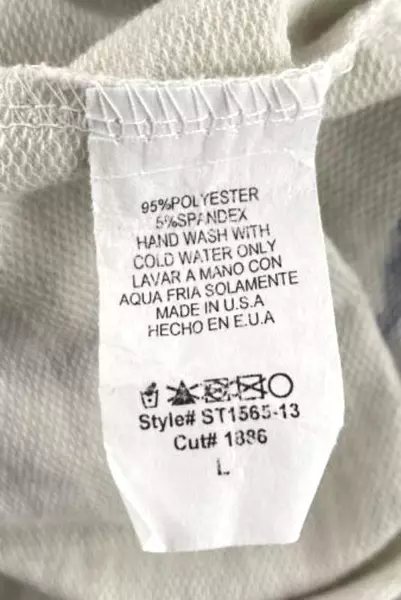 95%POLYESTER
5%SPANDEX
HAND WASH WITH
COLD WATER ONLY
LAVAR A MANO CON
AQUA FRIA SOLAMENTE
MADE IN U.S.A
HECHO EN E.U.A
Style# ST1565-13
Cut# 1886
L